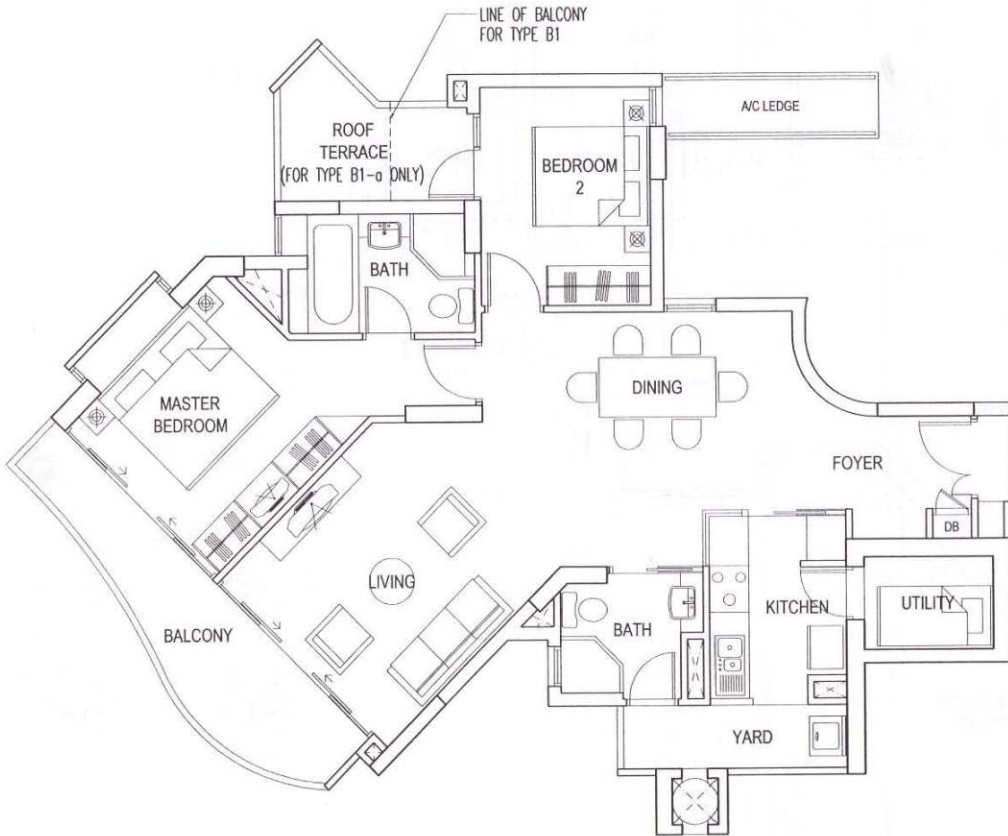 LINE OF BALCONY
FOR TYPE B1
A/C LEDGE
ROOF
TERRACE
(FOR TYPE B1-a ONLY)
BEDROOM
2
BATH
DINING
MASTER
BEDROOM
FOYER
DB
LIVING
KITCHEN
UTILITY
BATH
BALCONY
YARD